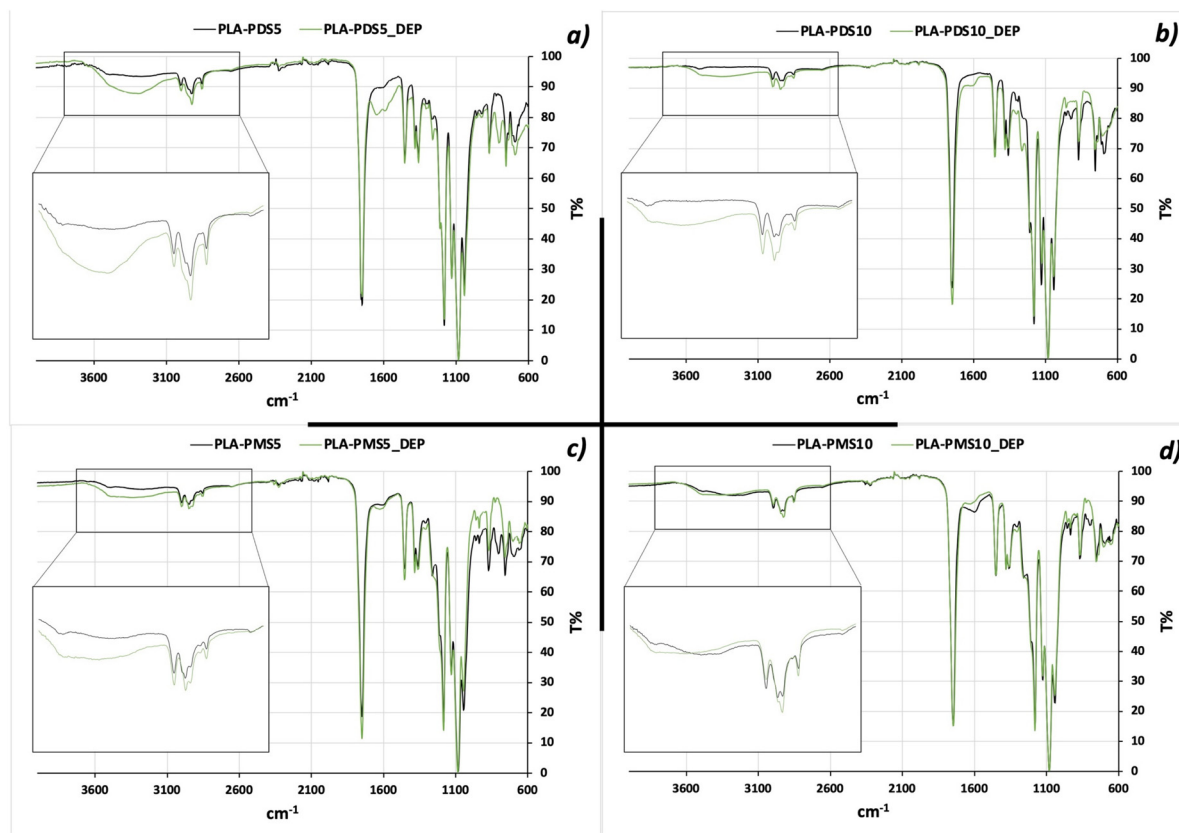 PLA-PDS5 PLA-PDS5_DEP a)
100
90
80
70
60
50
40
30
20
10
0
T%
3600 3100 2600 2100 1600 1100 600
cm-1
PLA-PDS10 PLA-PDS10_DEP b)
100
90
80
70
60
50
40
30
20
10
0
T%
3600 3100 2600 2100 1600 1100 600
cm-1
PLA-PMS5 PLA-PMS5_DEP c)
100
90
80
70
60
50
40
30
20
10
0
T%
3600 3100 2600 2100 1600 1100 600
cm-1
PLA-PMS10 PLA-PMS10_DEP d)
100
90
80
70
60
50
40
30
20
10
0
T%
3600 3100 2600 2100 1600 1100 600
cm-1